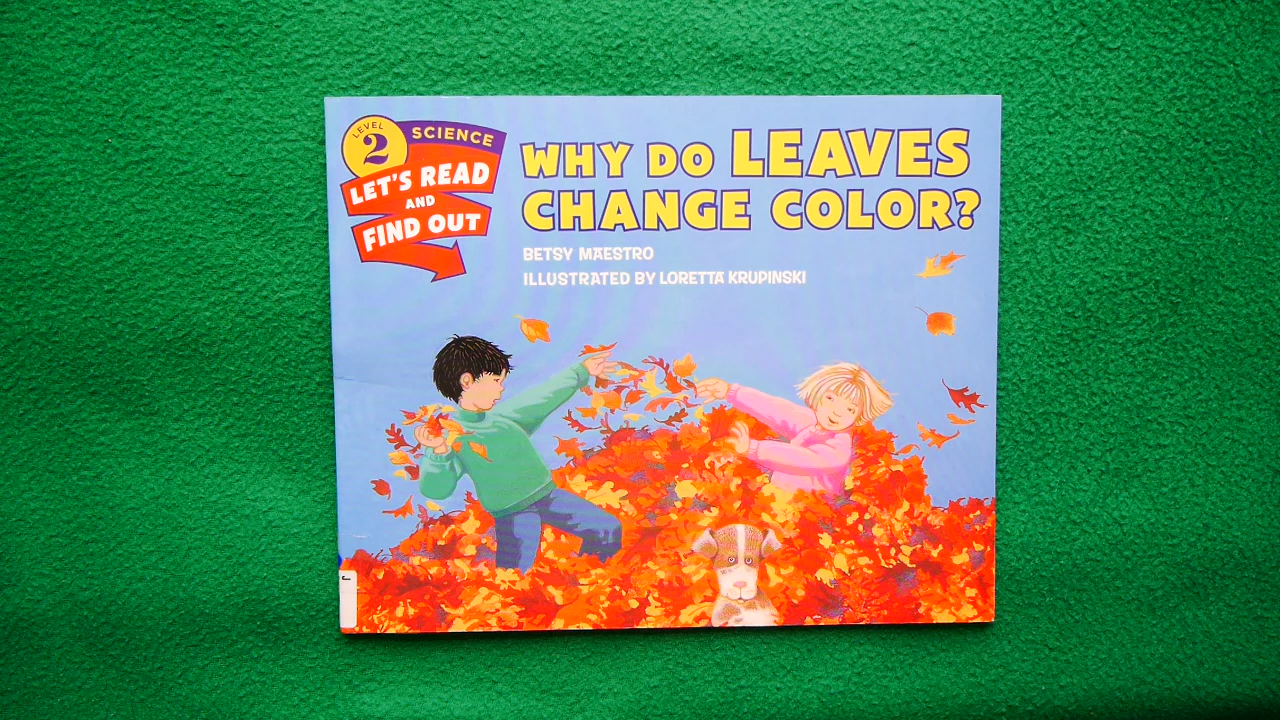 LEVEL
2
SCIENCE
LET'S READ
AND
FIND OUT
WHY DO LEAVES
CHANGE COLOR?
BETSY MAESTRO
ILLUSTRATED BY LORETTA KRUPINSKI